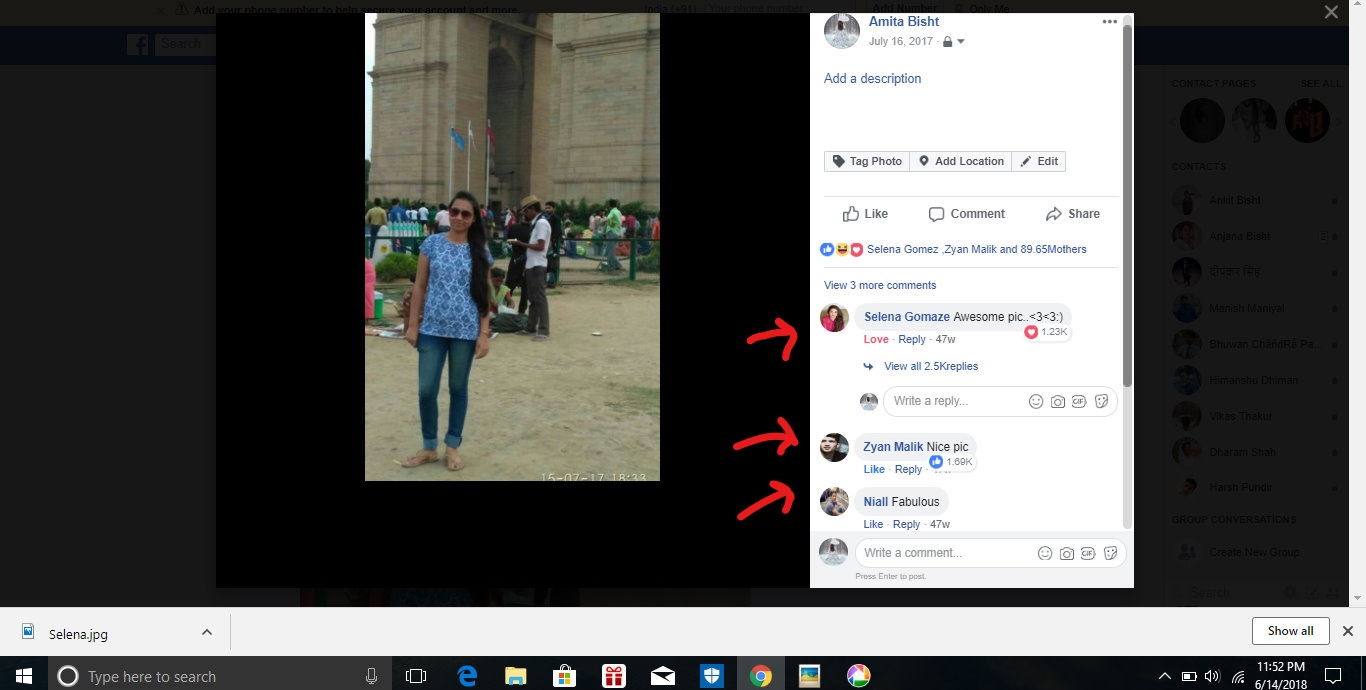 Add your phone number to help secure your account and more.
India (+91)
Your phone number
Add Number
Only Me
Search
Amita Bisht
July 16, 2017
Add a description
Tag Photo
Add Location
Edit
Like
Comment
Share
Selena Gomez ,Zyan Malik and 89.65Mothers
View 3 more comments
Selena Gomaze Awesome pic..<3<3:)
1.23K
Love · Reply · 47w
View all 2.5Kreplies
Write a reply...
GIF
Zyan Malik Nice pic
1.69K
Like · Reply ·
Niall Fabulous
Like · Reply · 47w
Write a comment...
GIF
Press Enter to post.
15-07-17 18:33
CONTACT PAGES
SEE ALL
CONTACTS
Ankit Bisht
Anjana Bisht
2
दीपंकर सिंह
Manish Maniyal
Bhuwan ChâńdRâ Pa...
Himanshu Dhiman
Vikas Thakur
Dharam Shah
Harsh Pundir
GROUP CONVERSATIONS
Create New Group
Search
Selena.jpg
Show all
Type here to search
11:52 PM
6/14/2018